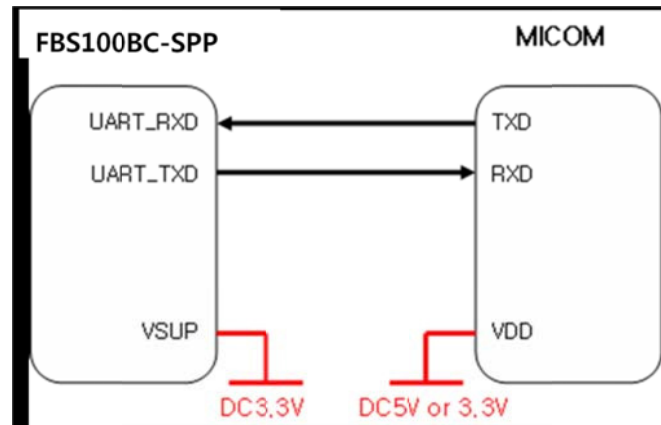 FBS100BC-SPP
MICOM
UART_RXD
TXD
UART_TXD
RXD
VSUP
VDD
DC3,3V
DC5V or 3,3V